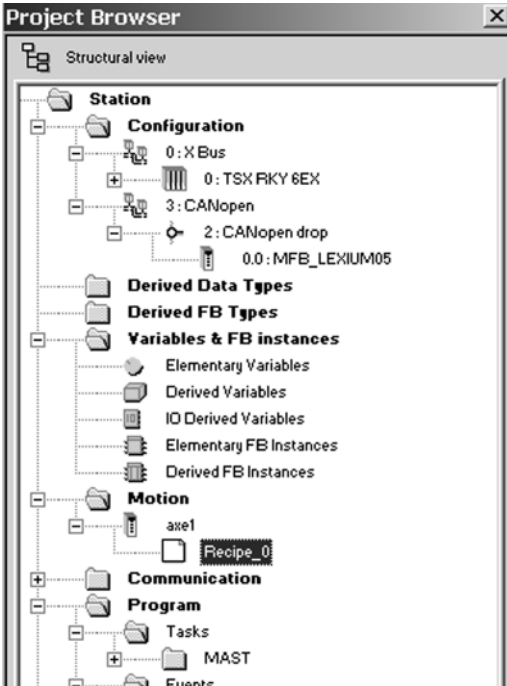 Project Browser
Structural view
Station
Configuration
0 : X Bus
0 : TSX RKY 6EX
3 : CANopen
2 : CANopen drop
0.0 : MFB_LEXIUM05
Derived Data Types
Derived FB Types
Variables & FB instances
Elementary Variables
Derived Variables
IO Derived Variables
Elementary FB Instances
Derived FB Instances
Motion
axe1
Recipe_0
Communication
Program
Tasks
MAST
Events